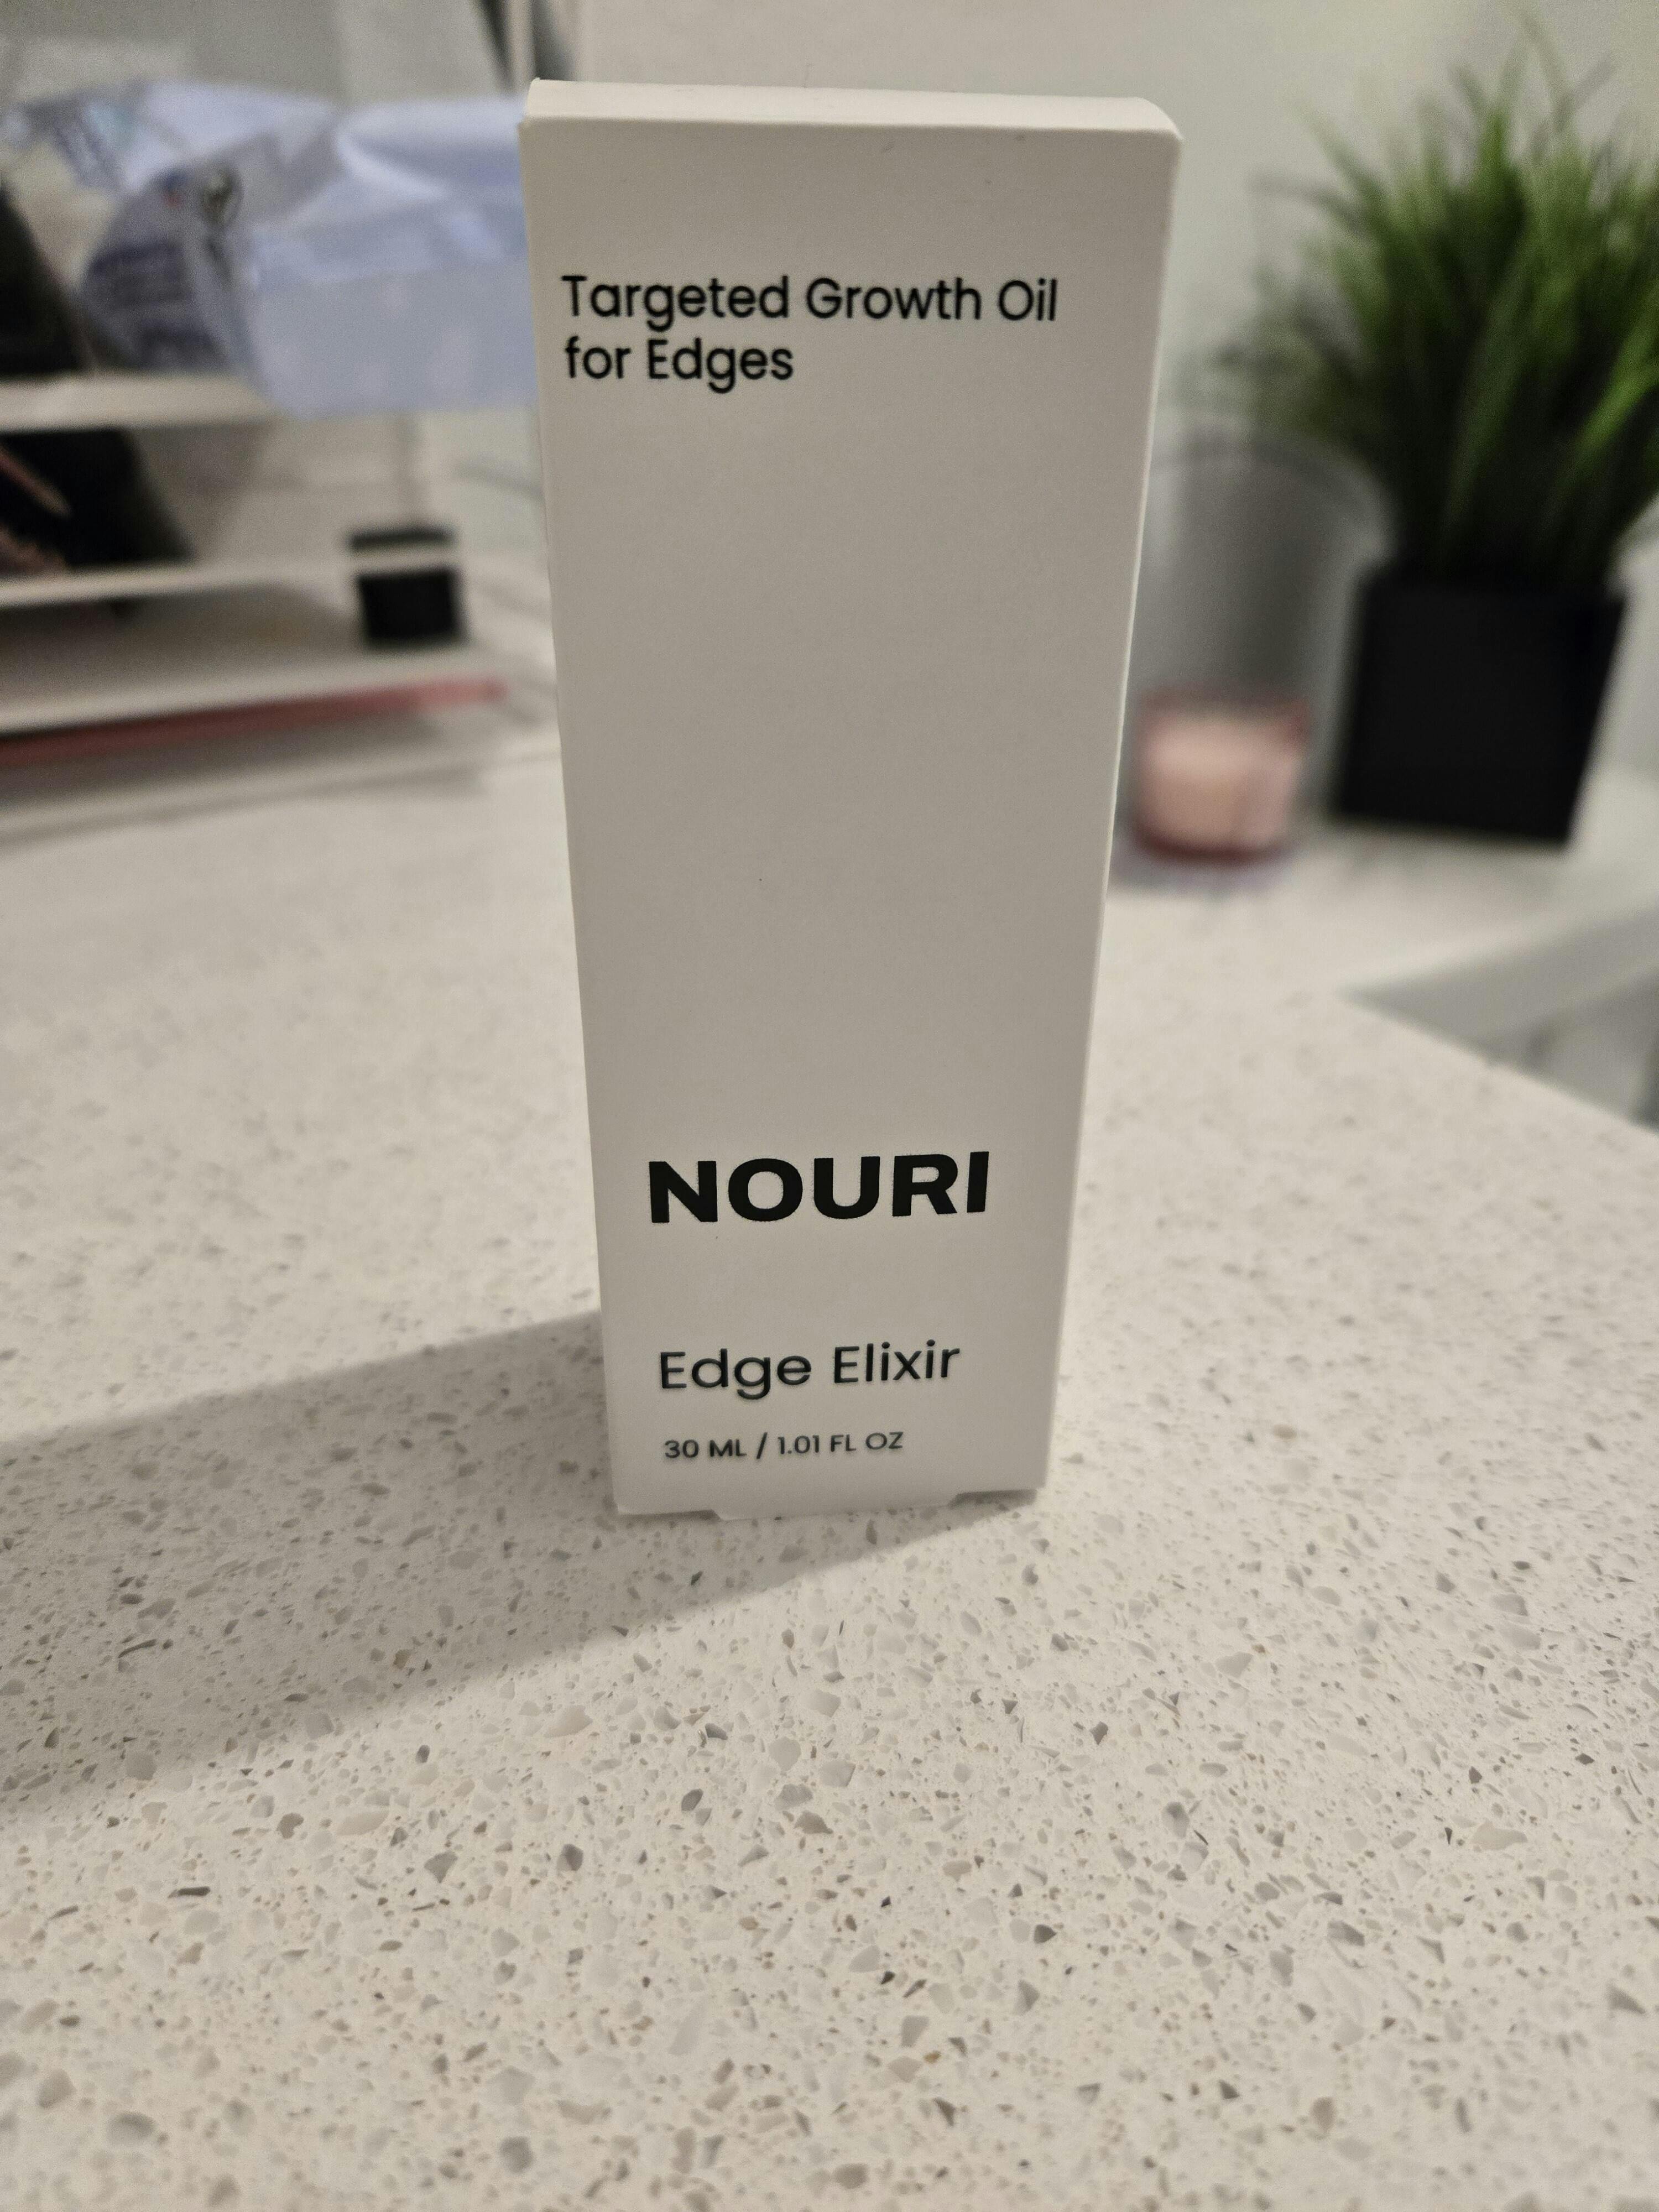 Targeted Growth Oil
for Edges
NOURI
Edge Elixir
30 ML / 1.01 FL OZ